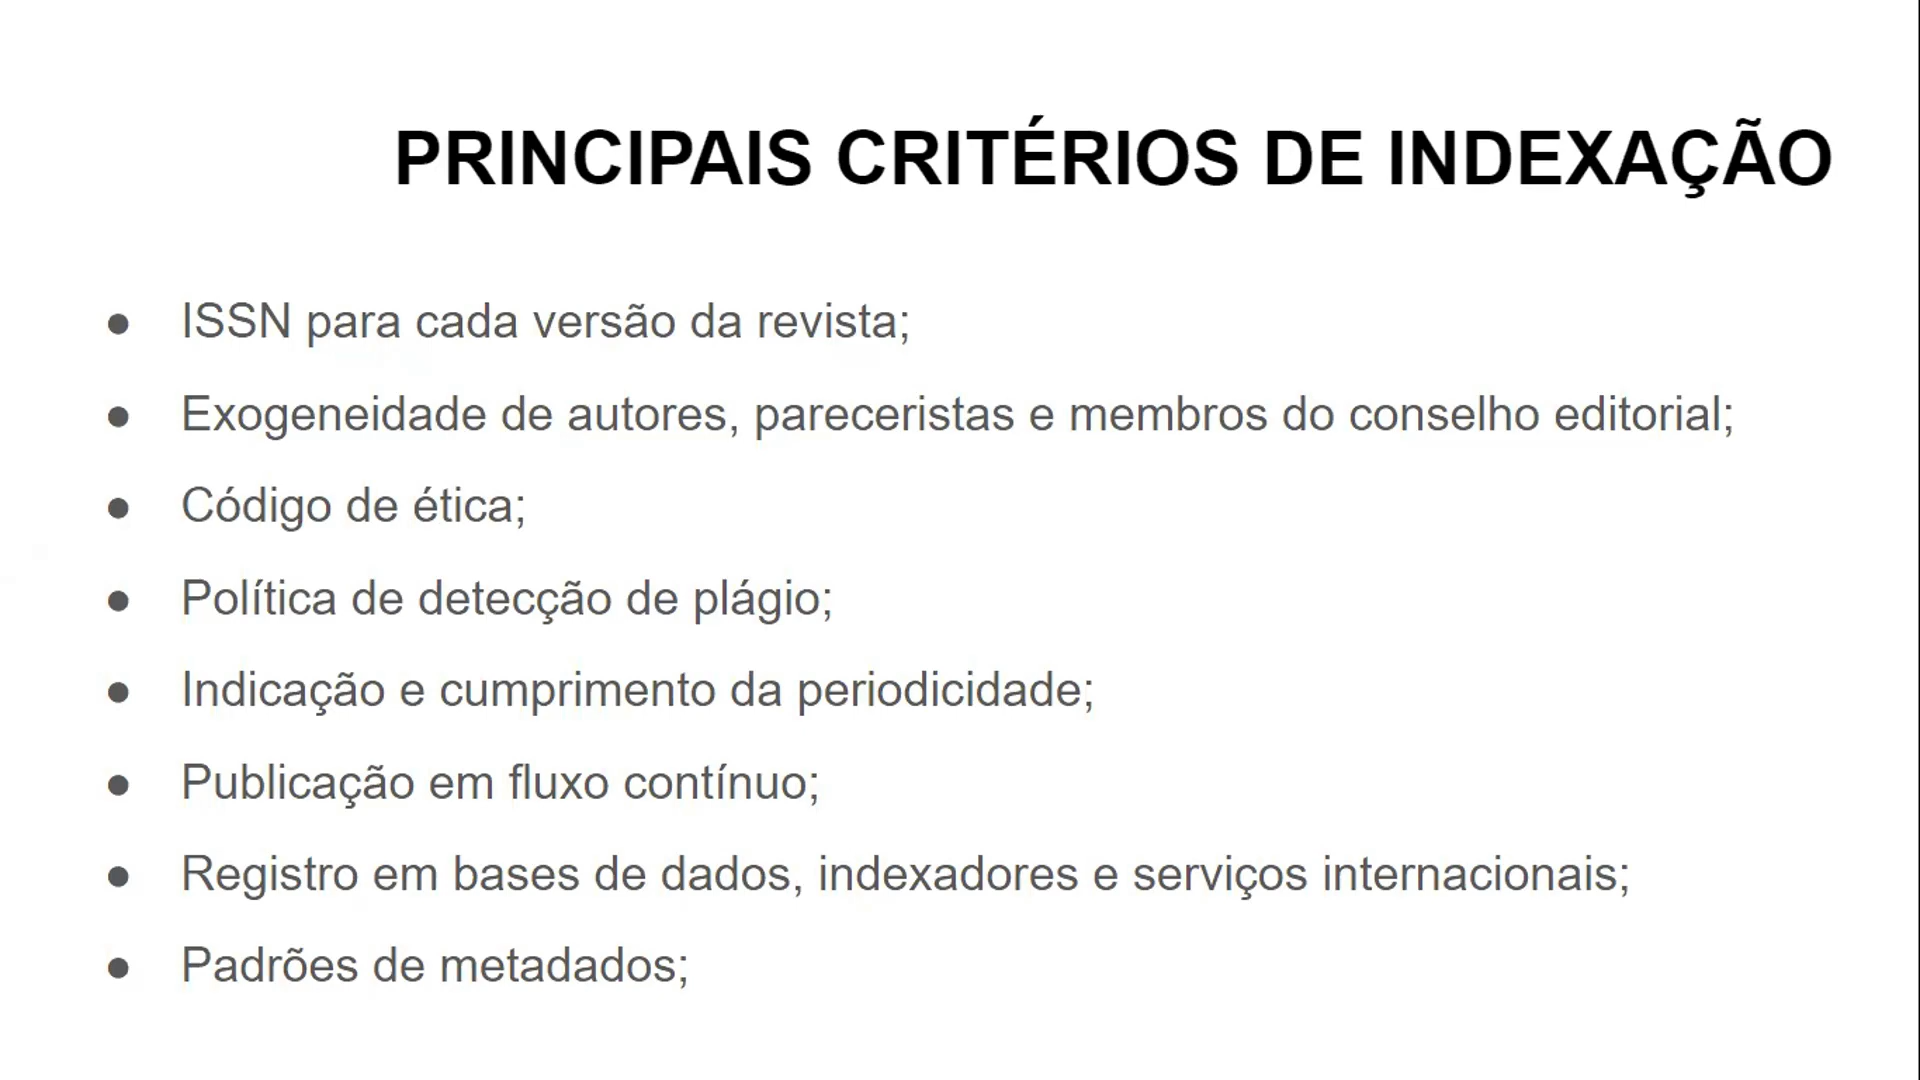 PRINCIPAIS CRITÉRIOS DE INDEXAÇÃO
● ISSN para cada versão da revista;
● Exogeneidade de autores, pareceristas e membros do conselho editorial;
● Código de ética;
● Política de detecção de plágio;
● Indicação e cumprimento da periodicidade;
● Publicação em fluxo contínuo;
● Registro em bases de dados, indexadores e serviços internacionais;
● Padrões de metadados;